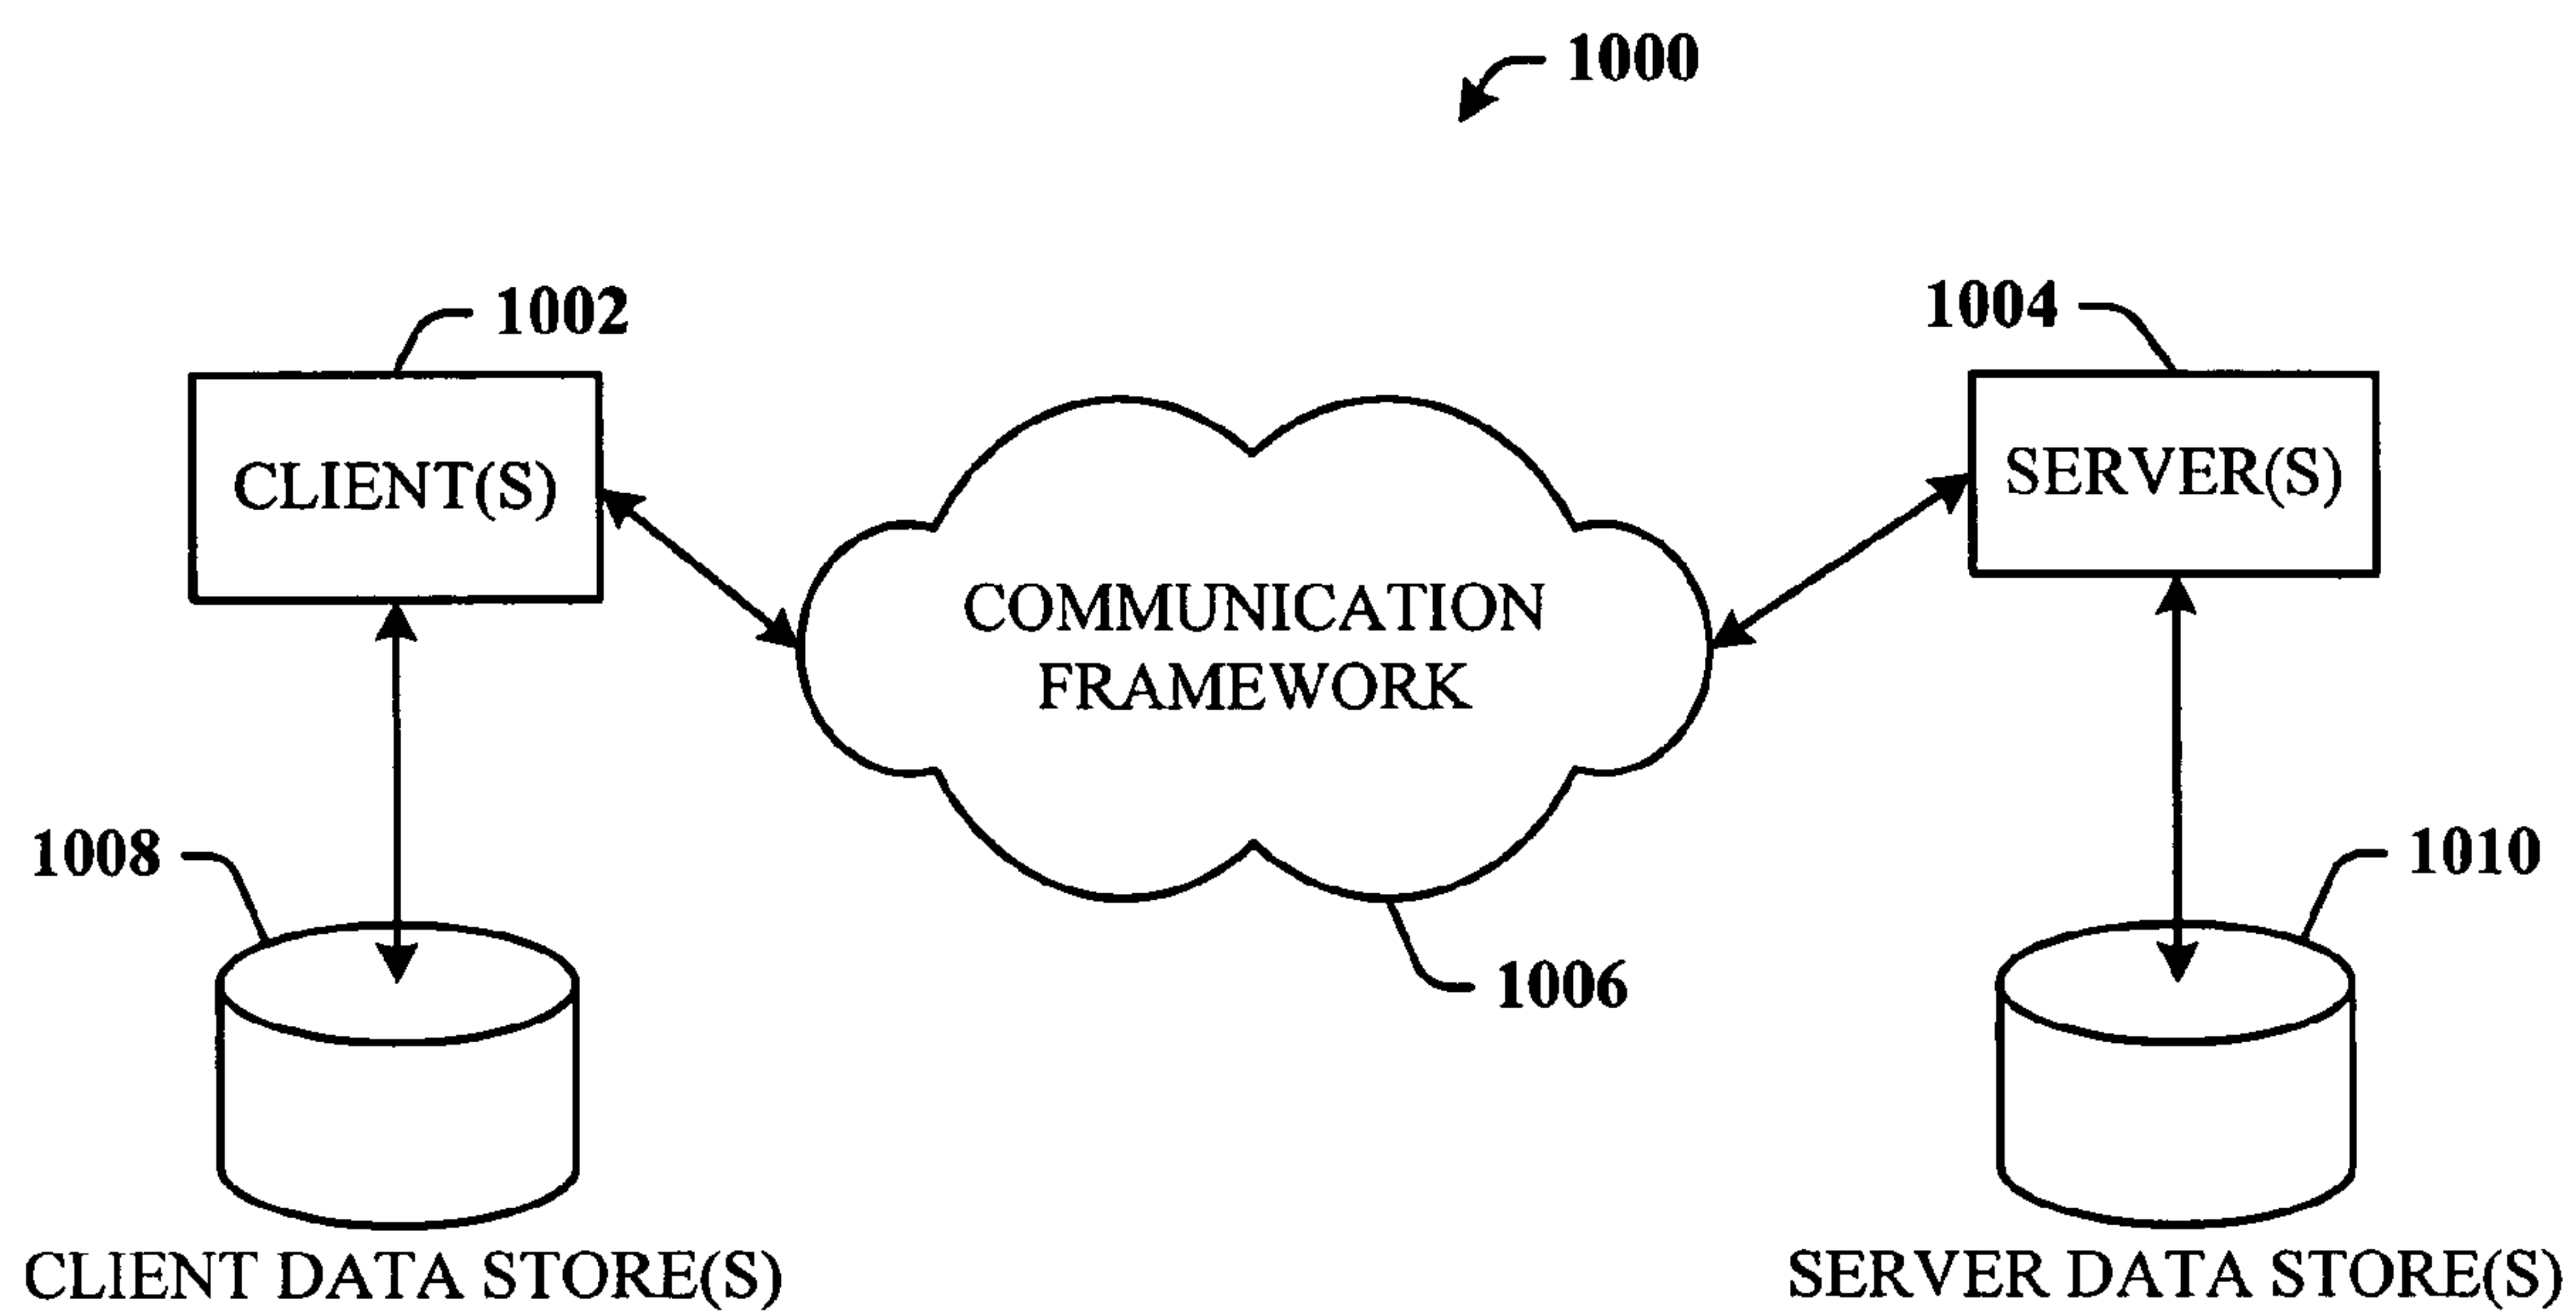 1000
1002
1004
CLIENT(S)
SERVER(S)
COMMUNICATION
FRAMEWORK
1008
1010
1006
CLIENT DATA STORE(S)
SERVER DATA STORE(S)